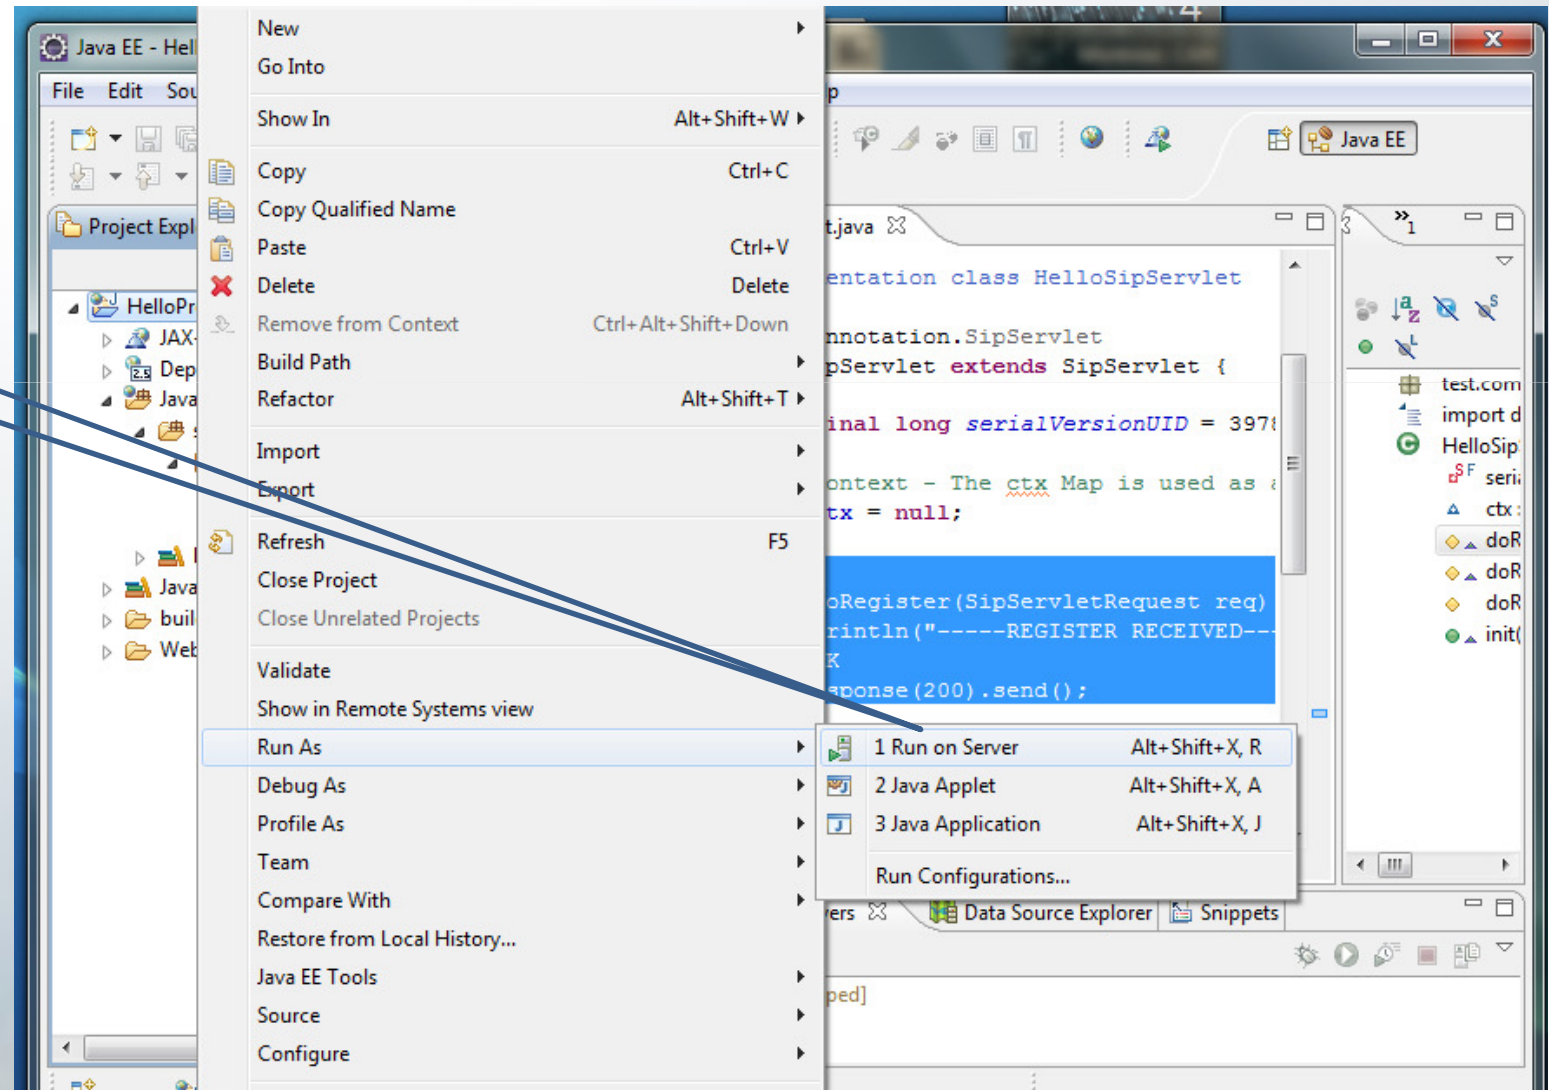 Java EE - Hel
File Edit Sou
Java EE
Project Expl
HelloPr
JAX-
2.5 Dep
Java
Java
buil
Web
New
Go Into
Show In Alt+Shift+W
Copy Ctrl+C
Copy Qualified Name
Paste Ctrl+V
Delete Delete
Remove from Context Ctrl+Alt+Shift+Down
Build Path
Refactor Alt+Shift+T
Import
Export
Refresh F5
Close Project
Close Unrelated Projects
Validate
Show in Remote Systems view
Run As
Debug As
Profile As
Team
Compare With
Restore from Local History...
Java EE Tools
Source
Configure
1 Run on Server Alt+Shift+X, R
2 Java Applet Alt+Shift+X, A
3 Java Application Alt+Shift+X, J
Run Configurations...
t.java
entation class HelloSipServlet
nnotation.SipServlet
pServlet extends SipServlet {
inal long serialVersionUID = 3978
ontext - The ctx Map is used as a
tx = null;
oRegister(SipServletRequest req)
rintln("-----REGISTER RECEIVED---
K
sponse(200).send();
»1
test.com
import d
HelloSip
seria
ctx :
doR
doR
doR
init(
vers Data Source Explorer Snippets
ped]